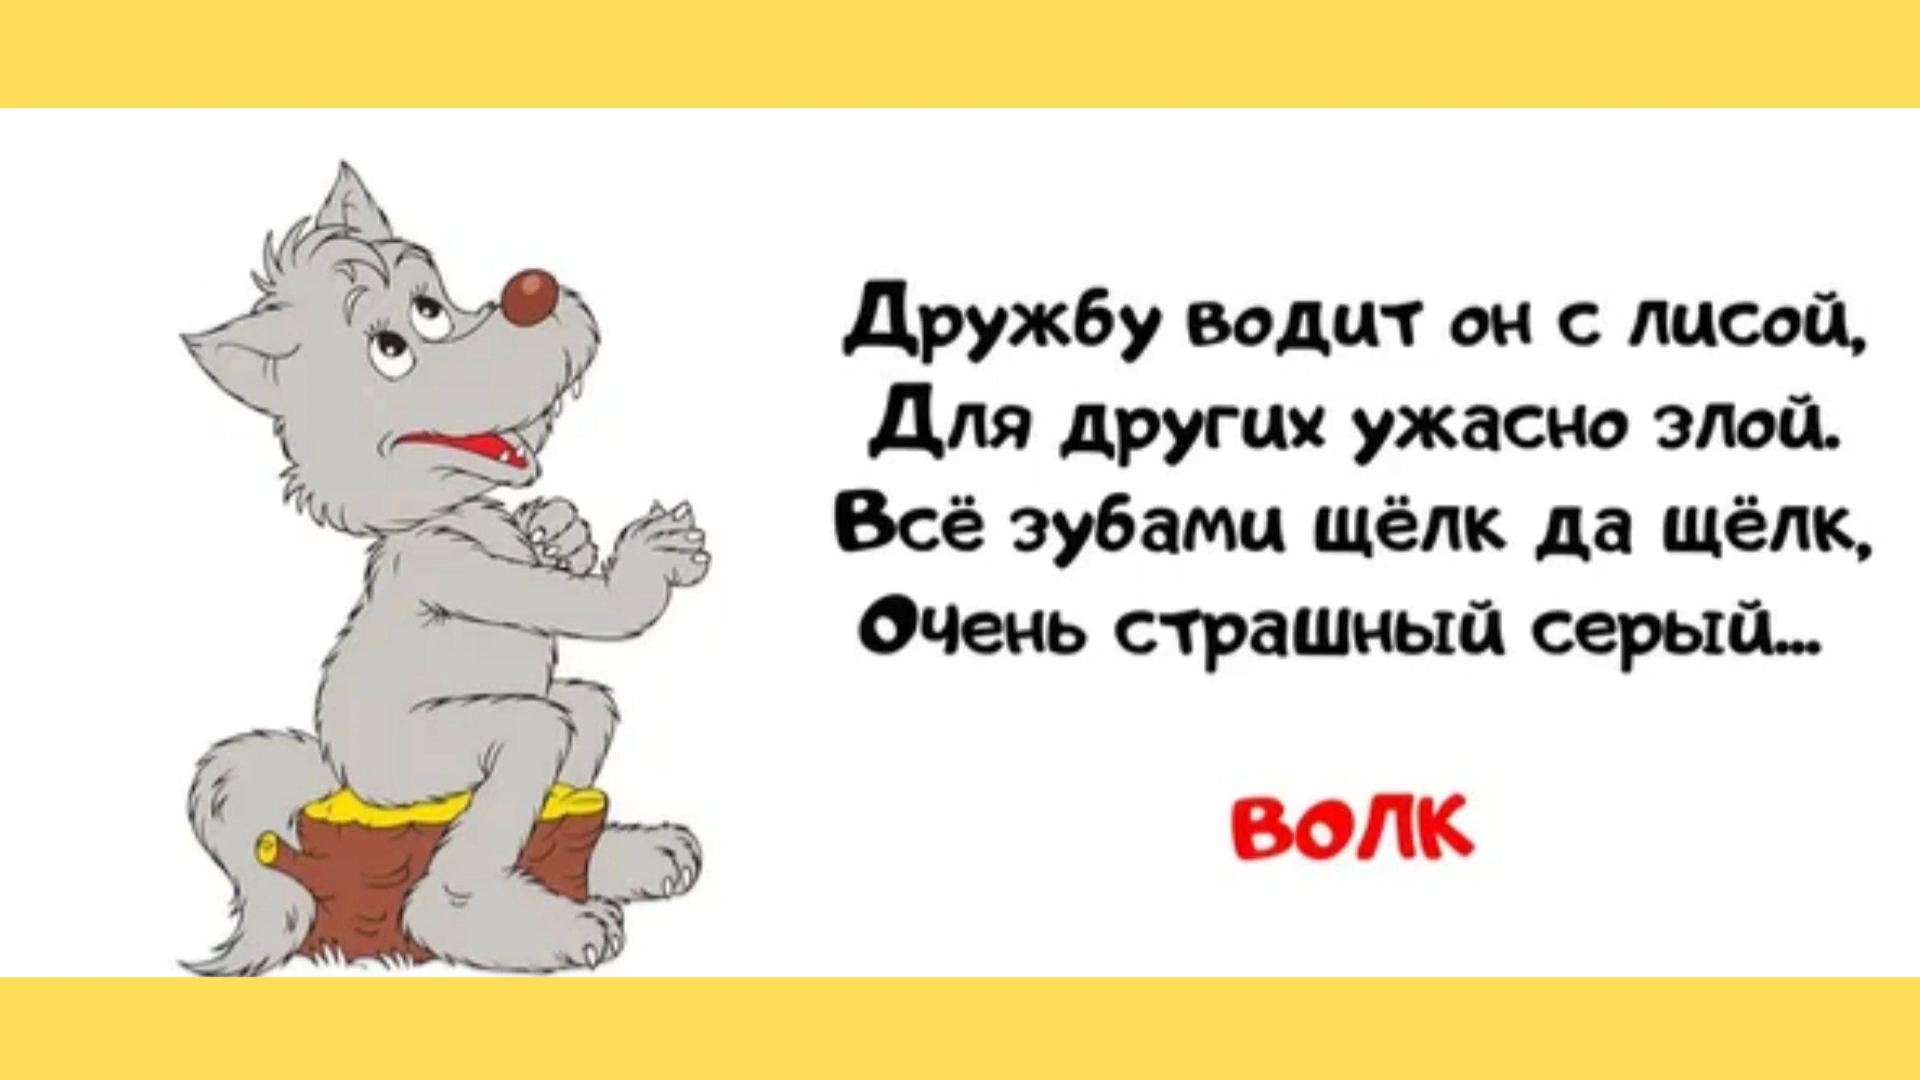 Дружбу водит он с лисой,
Для других ужасно злой.
Всё зубами щёлк да щёлк,
Очень страшный серый...
ВОЛК